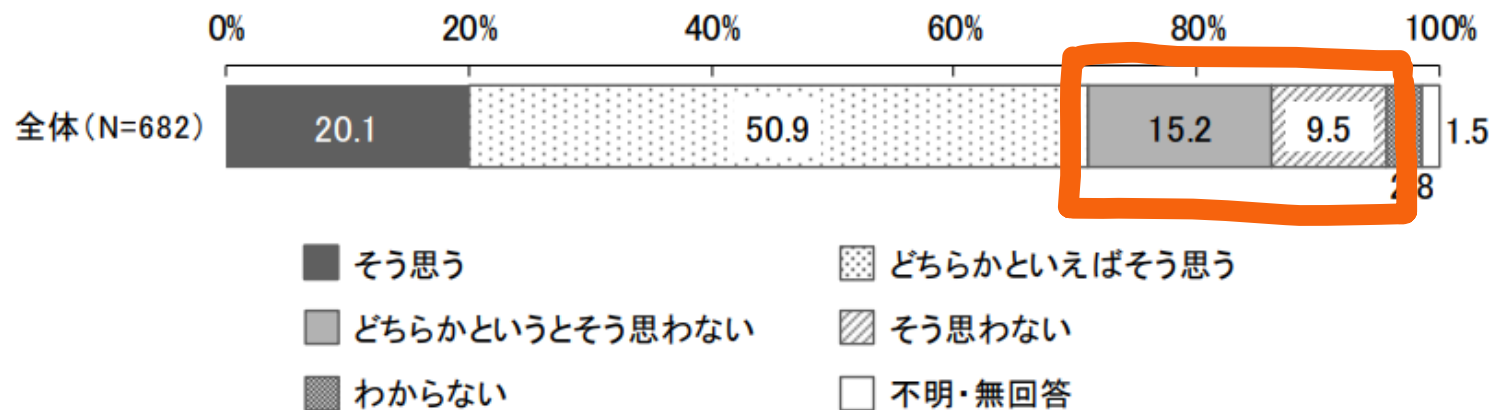 0% 20% 40% 60% 80% 100%
全体(N=682) 20.1 50.9 15.2 9.5 1.5
2.8
そう思う どちらかといえばそう思う
どちらかというとそう思わない そう思わない
わからない 不明・無回答